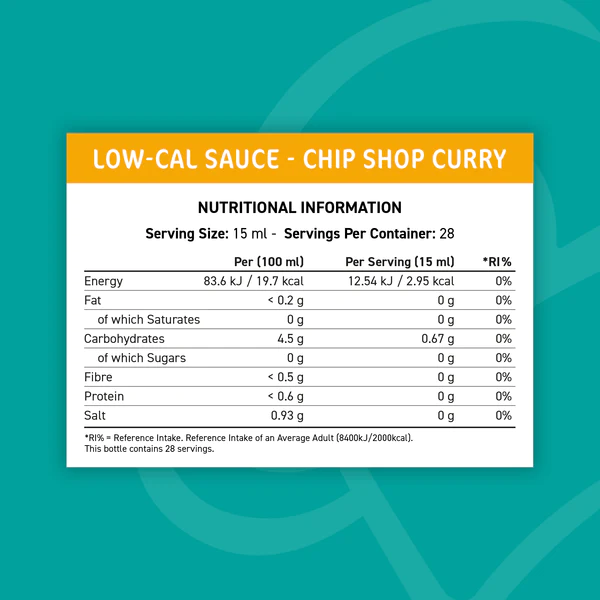 LOW-CAL SAUCE - CHIP SHOP CURRY
NUTRITIONAL INFORMATION
Serving Size: 15 ml - Servings Per Container: 28
Per (100 ml) Per Serving (15 ml) *RI%
Energy 83.6 kJ / 19.7 kcal 12.54 kJ / 2.95 kcal 0%
Fat < 0.2 g 0 g 0%
of which Saturates 0 g 0 g 0%
Carbohydrates 4.5 g 0.67 g 0%
of which Sugars 0 g 0 g 0%
Fibre < 0.5 g 0 g 0%
Protein < 0.6 g 0 g 0%
Salt 0.93 g 0 g 0%
*RI% = Reference Intake. Reference Intake of an Average Adult (8400kJ/2000kcal).
This bottle contains 28 servings.